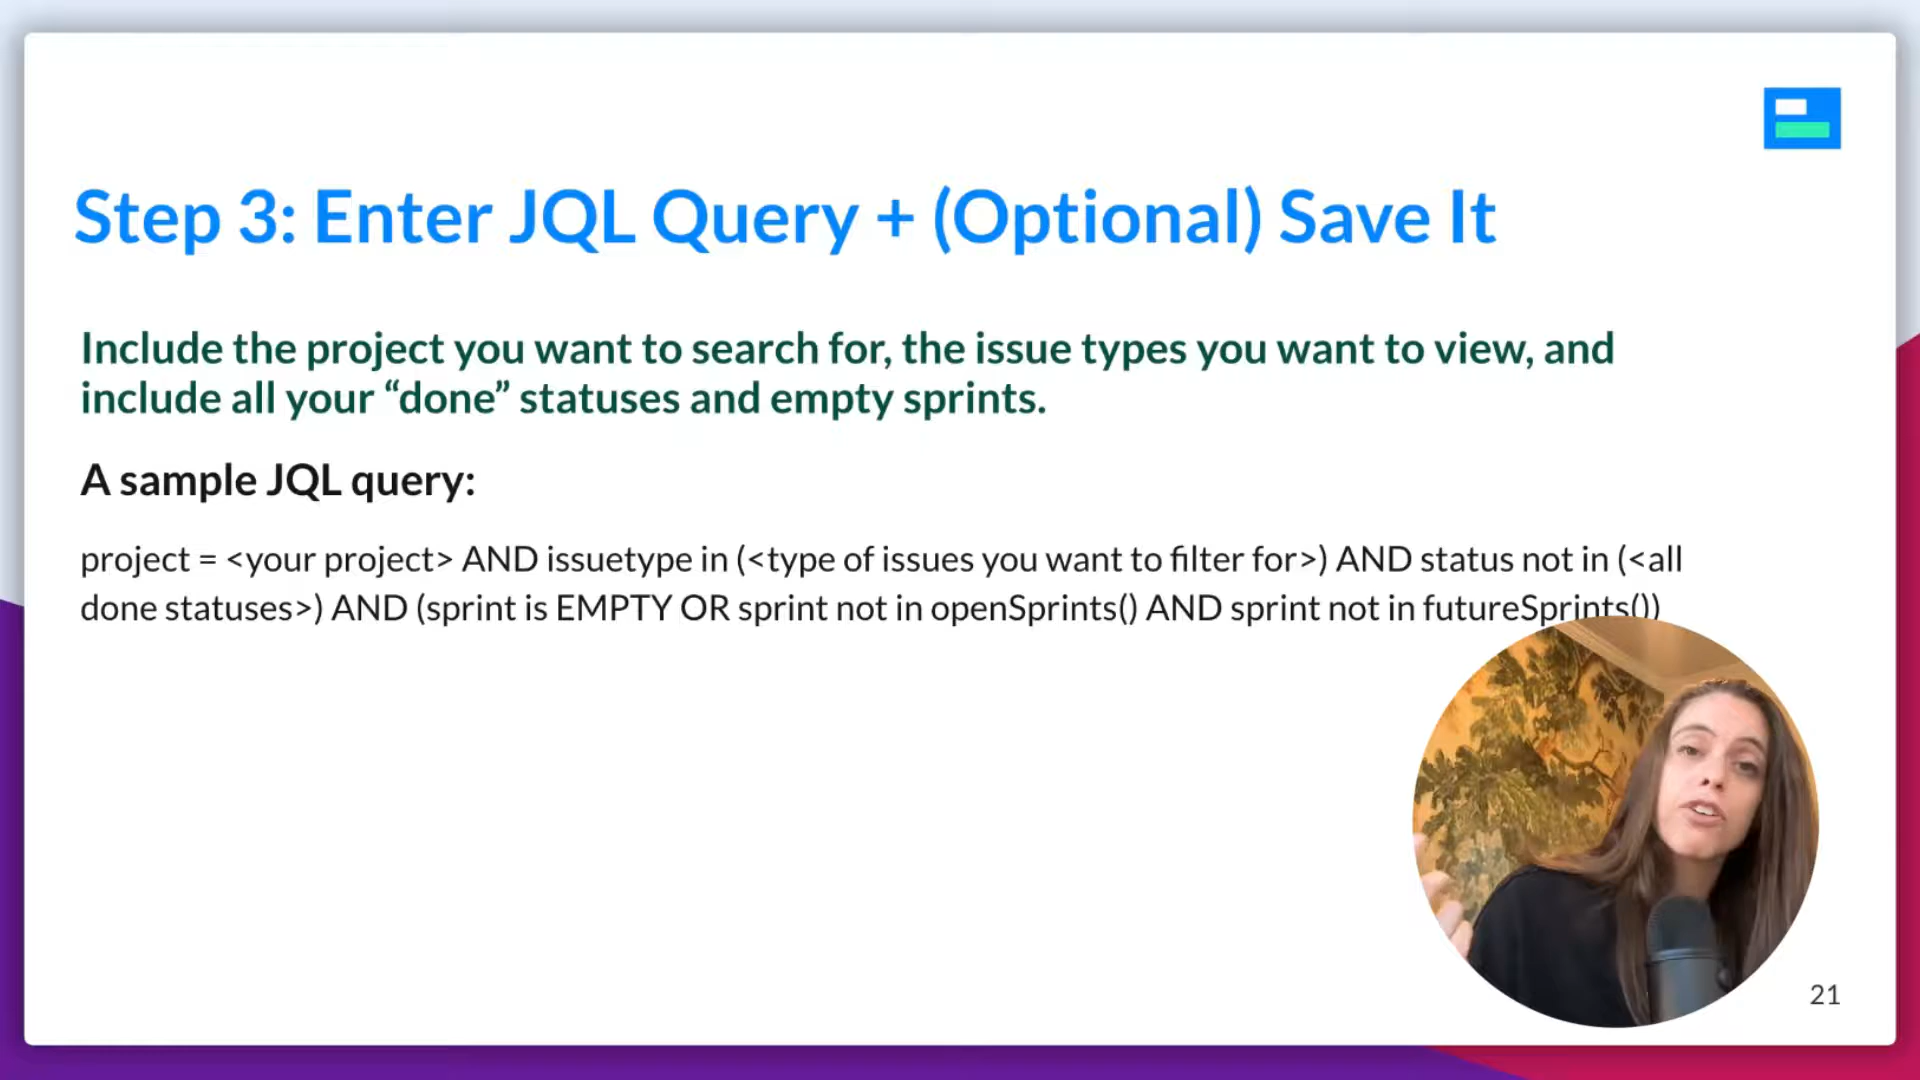 Step 3: Enter JQL Query + (Optional) Save It
Include the project you want to search for, the issue types you want to view, and
include all your “done” statuses and empty sprints.
A sample JQL query:
project = <your project> AND issuetype in (<type of issues you want to filter for>) AND status not in (<all
done statuses>) AND (sprint is EMPTY OR sprint not in openSprints() AND sprint not in futureSprints())
21